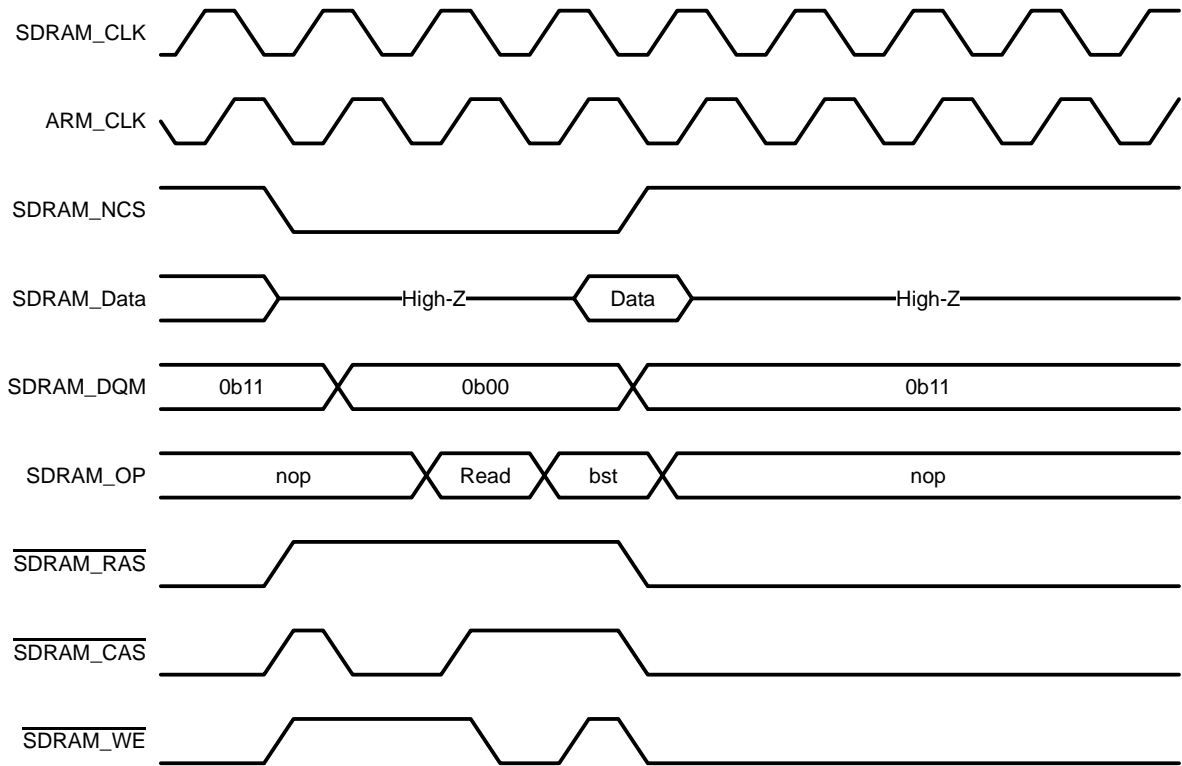 SDRAM_CLK
ARM_CLK
SDRAM_NCS
SDRAM_Data High-Z Data High-Z
SDRAM_DQM 0b11 0b00 0b11
SDRAM_OP nop Read bst nop
SDRAM_RAS
SDRAM_CAS
SDRAM_WE